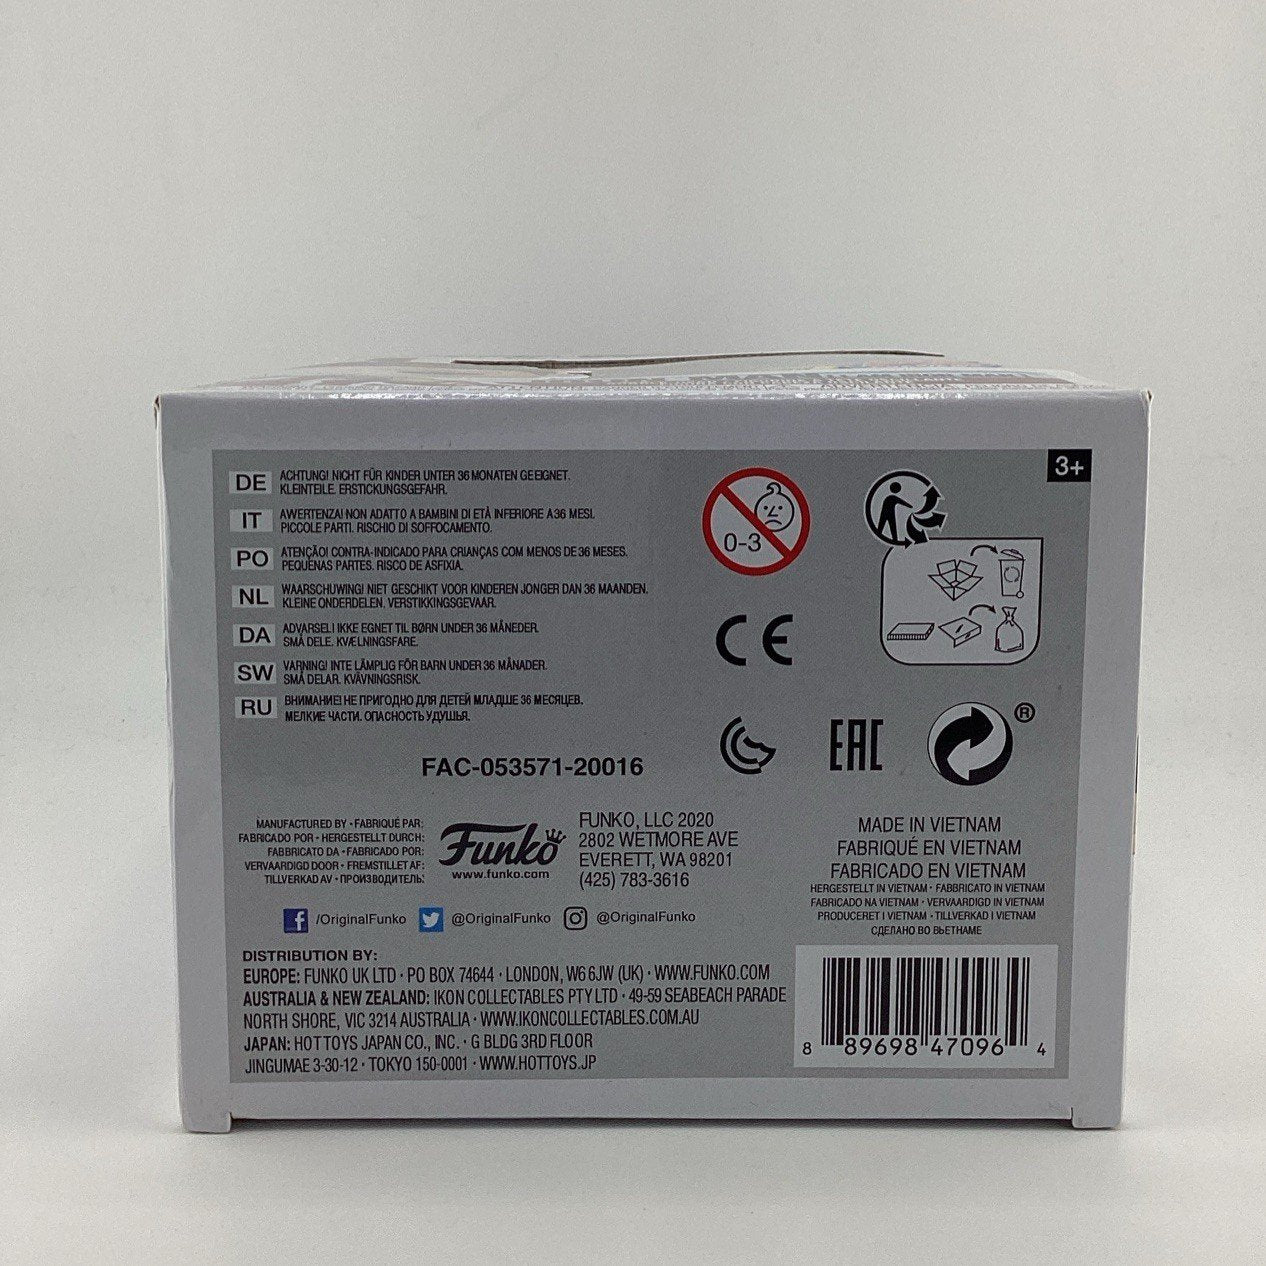 3+
DE ACHTUNG! NICHT FÜR KINDER UNTER 36 MONATEN GEEIGNET.
KLEINTEILE. ERSTICKUNGSGEFAHR.
IT AWERTENZA! NON ADATTO A BAMBINI DI ETÀ INFERIORE A 36 MESI.
PICCOLE PARTI. RISCHIO DI SOFFOCAMENTO.
PO ATENÇÃO! CONTRA-INDICADO PARA CRIANÇAS COM MENOS DE 36 MESES.
PEQUENAS PARTES. RISCO DE ASFIXIA.
NL WAARSCHUWING! NIET GESCHIKT VOOR KINDEREN JONGER DAN 36 MAANDEN.
KLEINE ONDERDELEN. VERSTIKKINGSGEVAAR.
DA ADVARSEL! IKKE EGNET TIL BØRN UNDER 36 MÅNEDER.
SMÅ DELE. KVÆLNINGSFARE.
SW VARNING! INTE LÄMPLIG FÖR BARN UNDER 36 MÅNADER.
SMÅ DELAR. KVÄVNINGSRISK.
RU ВНИМАНИЕ! НЕ ПРИГОДНО ДЛЯ ДЕТЕЙ МЛАДШЕ 36 МЕСЯЦЕВ.
МЕЛКИЕ ЧАСТИ. ОПАСНОСТЬ УДУШЬЯ.
0-3
CE
EAC
®
FAC-053571-20016
MANUFACTURED BY • FABRIQUÉ PAR:
FABRICADO POR • HERGESTELLT DURCH:
FABBRICATO DA • FABRICADO POR:
VERVAARDIGD DOOR • FREMSTILLET AF:
TILLVERKAD AV • ПРОИЗВОДИТЕЛЬ:
Funko
www.funko.com
FUNKO, LLC 2020
2802 WETMORE AVE
EVERETT, WA 98201
(425) 783-3616
/OriginalFunko @OriginalFunko @OriginalFunko
MADE IN VIETNAM
FABRIQUÉ EN VIETNAM
FABRICADO EN VIETNAM
HERGESTELLT IN VIETNAM • FABBRICATO IN VIETNAM
FABRICADO NA VIETNAM • VERVAARDIGD IN VIETNAM
PRODUCERET I VIETNAM • TILLVERKAD I VIETNAM
СДЕЛАНО ВО ВЬЕТНАМЕ
DISTRIBUTION BY:
EUROPE: FUNKO UK LTD • PO BOX 74644 • LONDON, W6 6JW (UK) • WWW.FUNKO.COM
AUSTRALIA & NEW ZEALAND: IKON COLLECTABLES PTY LTD • 49-59 SEABEACH PARADE
NORTH SHORE, VIC 3214 AUSTRALIA • WWW.IKONCOLLECTABLES.COM.AU
JAPAN: HOT TOYS JAPAN CO., INC. • G BLDG 3RD FLOOR
JINGUMAE 3-30-12 • TOKYO 150-0001 • WWW.HOTTOYS.JP
8 89698 47096 4